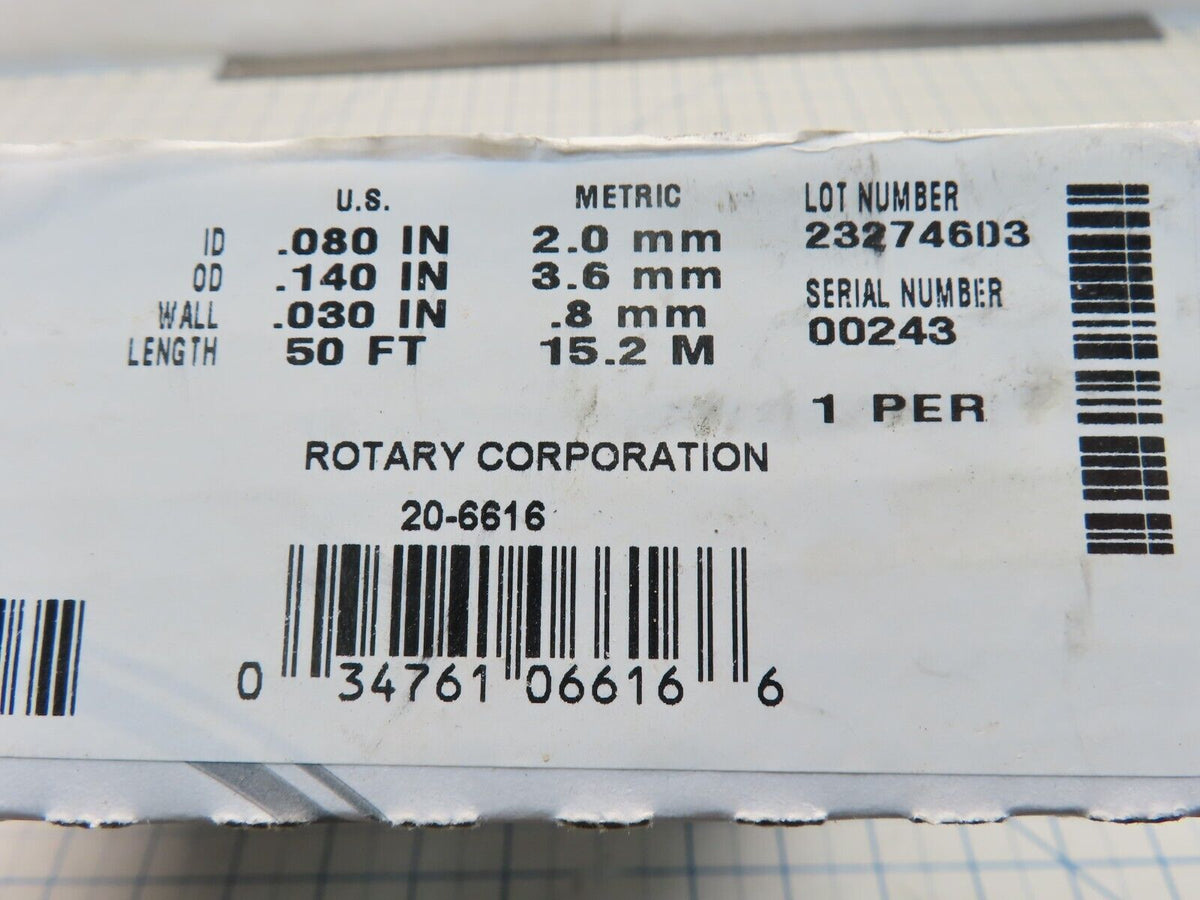 U.S. METRIC
ID .080 IN 2.0 mm
OD .140 IN 3.6 mm
WALL .030 IN .8 mm
LENGTH 50 FT 15.2 M
LOT NUMBER
23274603
SERIAL NUMBER
00243
1 PER
ROTARY CORPORATION
20-6616
0 34761 06616 6